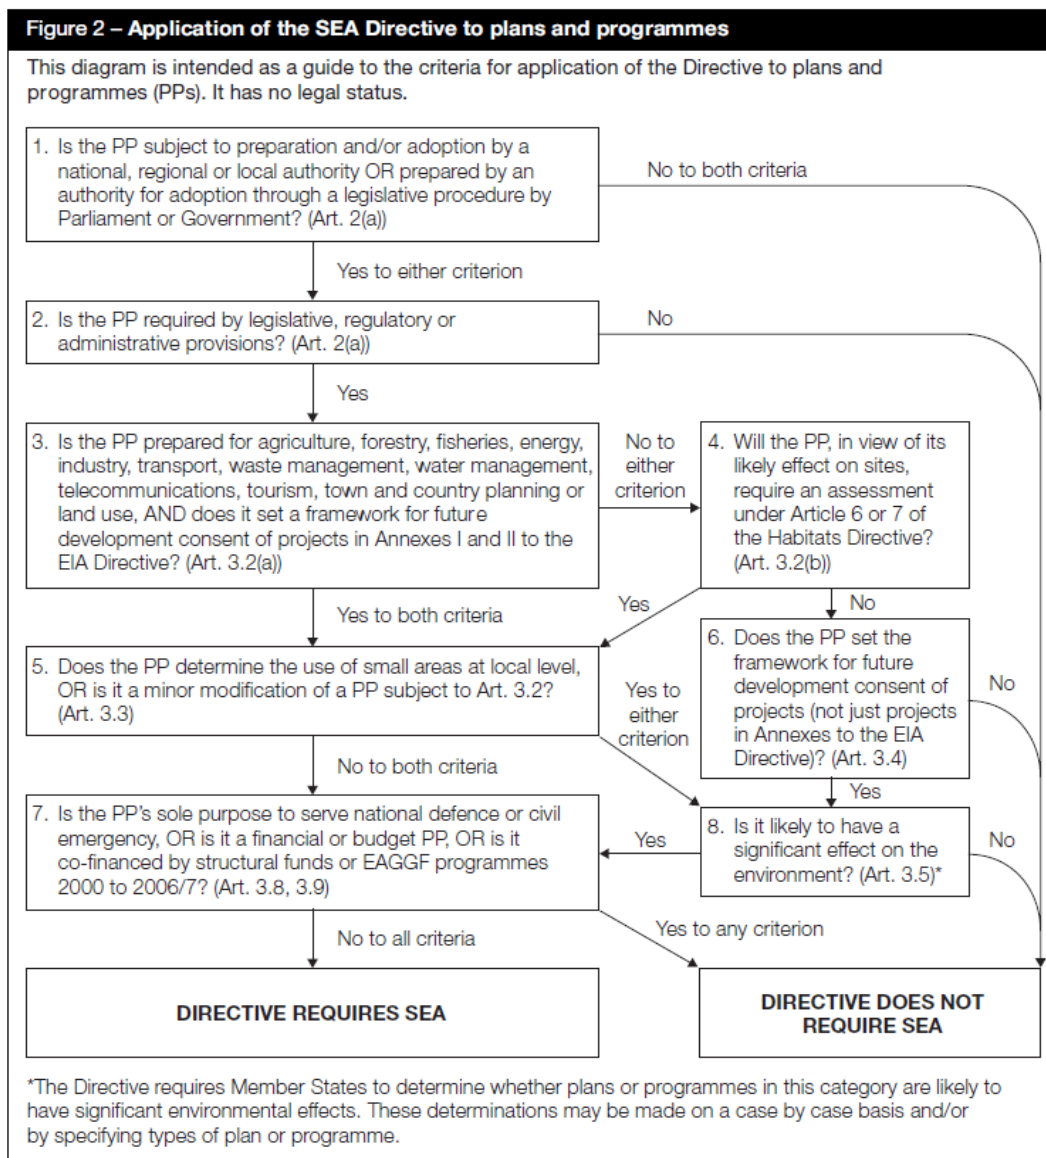 Figure 2 – Application of the SEA Directive to plans and programmes
This diagram is intended as a guide to the criteria for application of the Directive to plans and
programmes (PPs). It has no legal status.
1. Is the PP subject to preparation and/or adoption by a
national, regional or local authority OR prepared by an
authority for adoption through a legislative procedure by
Parliament or Government? (Art. 2(a))
No to both criteria
Yes to either criterion
2. Is the PP required by legislative, regulatory or
administrative provisions? (Art. 2(a))
No
Yes
3. Is the PP prepared for agriculture, forestry, fisheries, energy,
industry, transport, waste management, water management,
telecommunications, tourism, town and country planning or
land use, AND does it set a framework for future
development consent of projects in Annexes I and II to the
EIA Directive? (Art. 3.2(a))
No to
either
criterion
4. Will the PP, in view of its
likely effect on sites,
require an assessment
under Article 6 or 7 of
the Habitats Directive?
(Art. 3.2(b))
Yes to both criteria
Yes
No
5. Does the PP determine the use of small areas at local level,
OR is it a minor modification of a PP subject to Art. 3.2?
(Art. 3.3)
Yes to
either
criterion
6. Does the PP set the
framework for future
development consent of
projects (not just projects
in Annexes to the EIA
Directive)? (Art. 3.4)
No
No to both criteria
Yes
7. Is the PP's sole purpose to serve national defence or civil
emergency, OR is it a financial or budget PP, OR is it
co-financed by structural funds or EAGGF programmes
2000 to 2006/7? (Art. 3.8, 3.9)
Yes
8. Is it likely to have a
significant effect on the
environment? (Art. 3.5)*
No
No to all criteria
Yes to any criterion
DIRECTIVE REQUIRES SEA
DIRECTIVE DOES NOT
REQUIRE SEA
*The Directive requires Member States to determine whether plans or programmes in this category are likely to
have significant environmental effects. These determinations may be made on a case by case basis and/or
by specifying types of plan or programme.